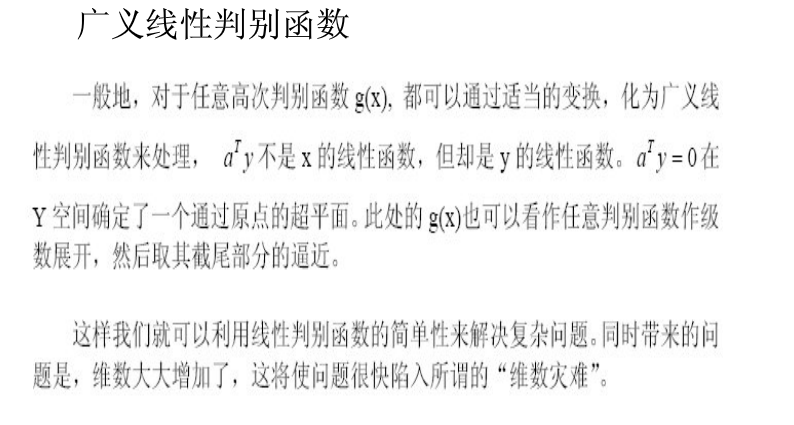 广义线性判别函数
一般地，对于任意高次判别函数 g(x), 都可以通过适当的变换，化为广义线
性判别函数来处理， aᵀy 不是 x 的线性函数，但却是 y 的线性函数。aᵀy = 0 在
Y 空间确定了一个通过原点的超平面。此处的 g(x)也可以看作任意判别函数作级
数展开，然后取其截尾部分的逼近。
这样我们就可以利用线性判别函数的简单性来解决复杂问题。同时带来的问
题是，维数大大增加了，这将使问题很快陷入所谓的“维数灾难”。